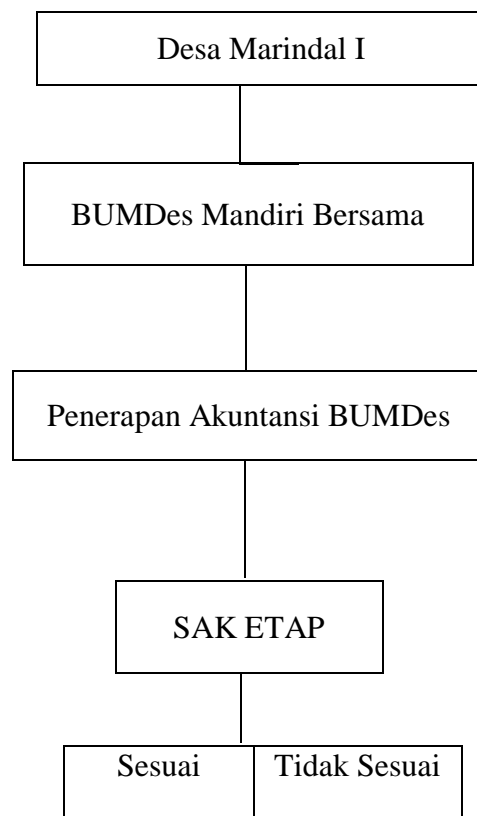 Desa Marindal I
BUMDes Mandiri Bersama
Penerapan Akuntansi BUMDes
SAK ETAP
Sesuai
Tidak Sesuai